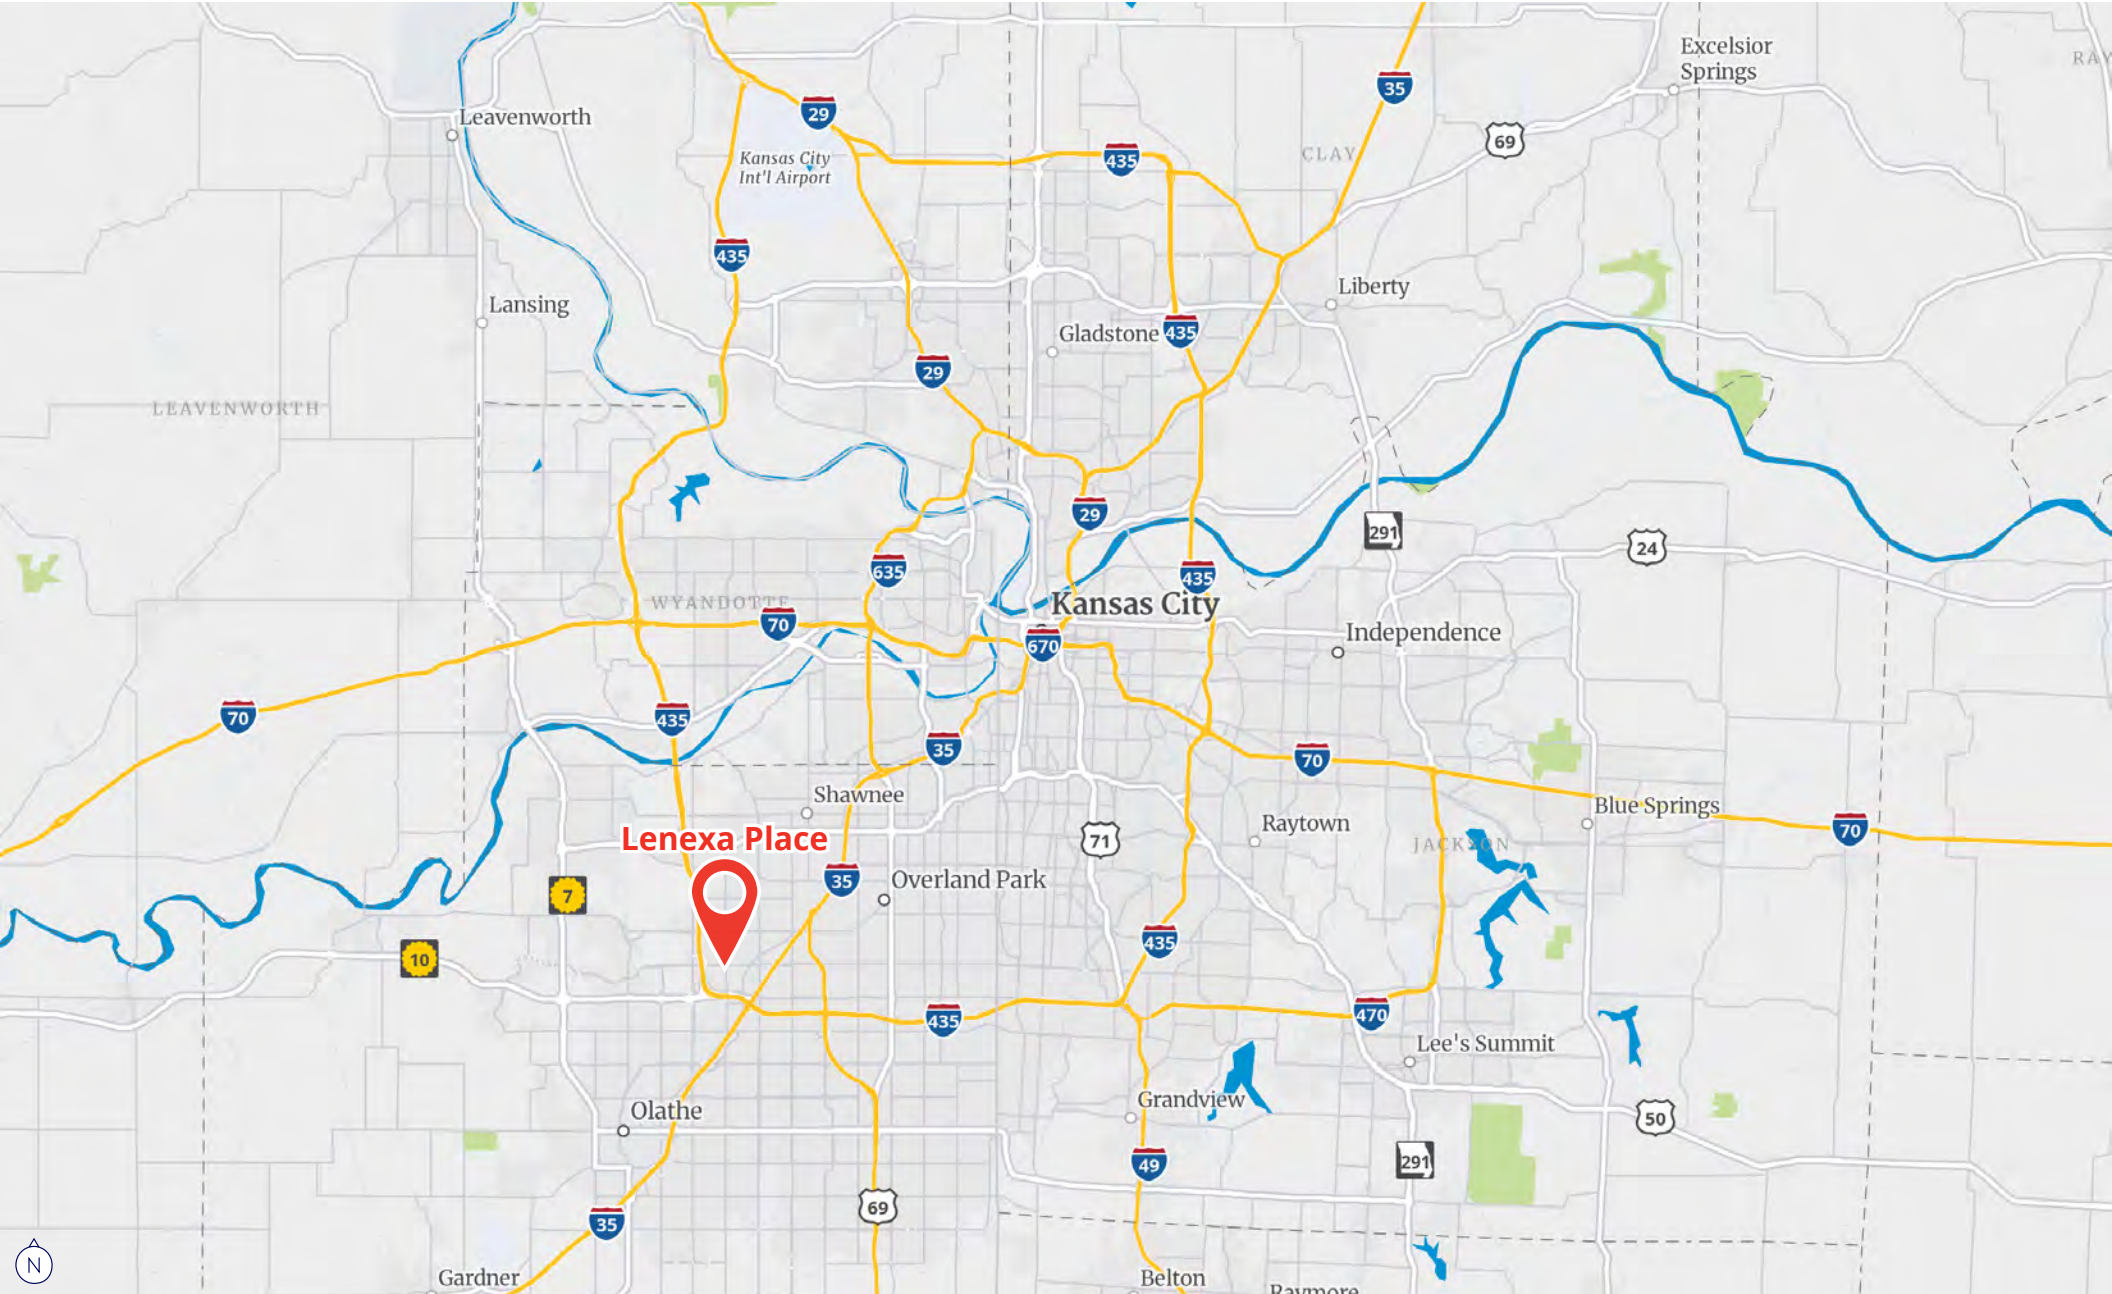 Excelsior
Springs
RAY
35
29
Leavenworth
69
CLAY
435
Kansas City
Int'l Airport
435
Liberty
Lansing
Gladstone
435
29
LEAVENWORTH
29
291
24
635
435
WYANDOTTE
Kansas City
70
Independence
670
70
435
35
70
Shawnee
Blue Springs
Raytown
70
Lenexa Place
71
JACKSON
35
Overland Park
7
435
10
470
435
Lee's Summit
Grandview
Olathe
50
49
291
69
35
N
Gardner
Belton
Raymore